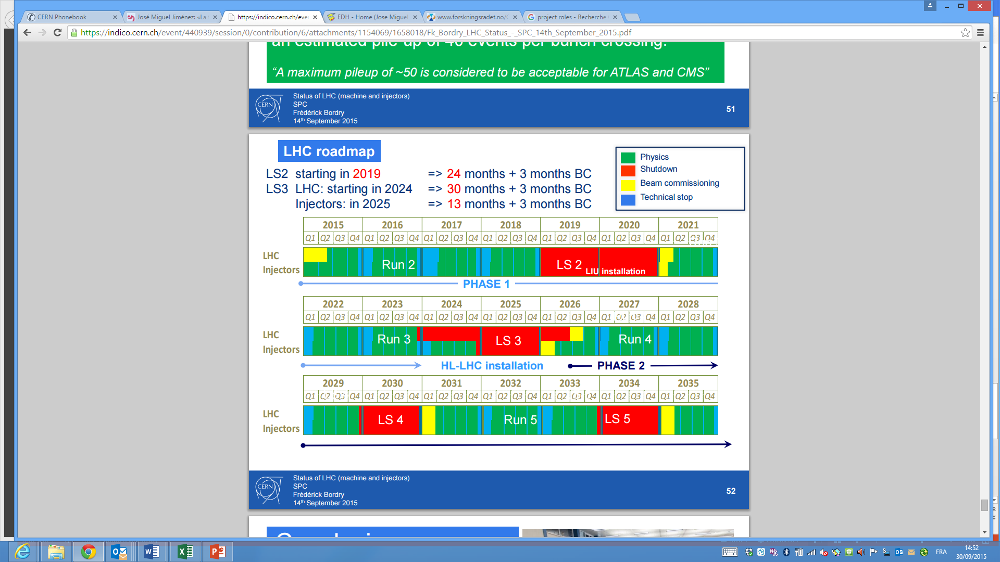 CERN Phonebook
José Miguel Jiménez: «La
https://indico.cern.ch/eve
EDH - Home (Jose Miguel
www.forskningsradet.no/
project roles - Recherche
https://indico.cern.ch/event/440939/session/0/contribution/6/attachments/1154069/1658018/Fk_Bordry_LHC_Status_-_SPC_14th_September_2015.pdf
an estimated pile up of 40 events per bunch crossing.
“A maximum pileup of ~50 is considered to be acceptable for ATLAS and CMS”
CERN
Status of LHC (machine and injectors)
SPC
Frédérick Bordry
14th September 2015
51
LHC roadmap
LS2 starting in 2019 => 24 months + 3 months BC
LS3 LHC: starting in 2024 => 30 months + 3 months BC
Injectors: in 2025 => 13 months + 3 months BC
Physics
Shutdown
Beam commissioning
Technical stop
2015 2016 2017 2018 2019 2020 2021
Q1 Q2 Q3 Q4 Q1 Q2 Q3 Q4 Q1 Q2 Q3 Q4 Q1 Q2 Q3 Q4 Q1 Q2 Q3 Q4 Q1 Q2 Q3 Q4 Q1 Q2 Q3 Q4
LHC
Injectors
Run 2
LS 2
LIU installation
PHASE 1
2022 2023 2024 2025 2026 2027 2028
Q1 Q2 Q3 Q4 Q1 Q2 Q3 Q4 Q1 Q2 Q3 Q4 Q1 Q2 Q3 Q4 Q1 Q2 Q3 Q4 Q1 Q2 Q3 Q4 Q1 Q2 Q3 Q4
LHC
Injectors
Run 3
LS 3
Run 4
HL-LHC installation
PHASE 2
2029 2030 2031 2032 2033 2034 2035
Q1 Q2 Q3 Q4 Q1 Q2 Q3 Q4 Q1 Q2 Q3 Q4 Q1 Q2 Q3 Q4 Q1 Q2 Q3 Q4 Q1 Q2 Q3 Q4 Q1 Q2 Q3 Q4
LHC
Injectors
LS 4
Run 5
LS 5
CERN
Status of LHC (machine and injectors)
SPC
Frédérick Bordry
14th September 2015
52
FRA
14:52
30/09/2015